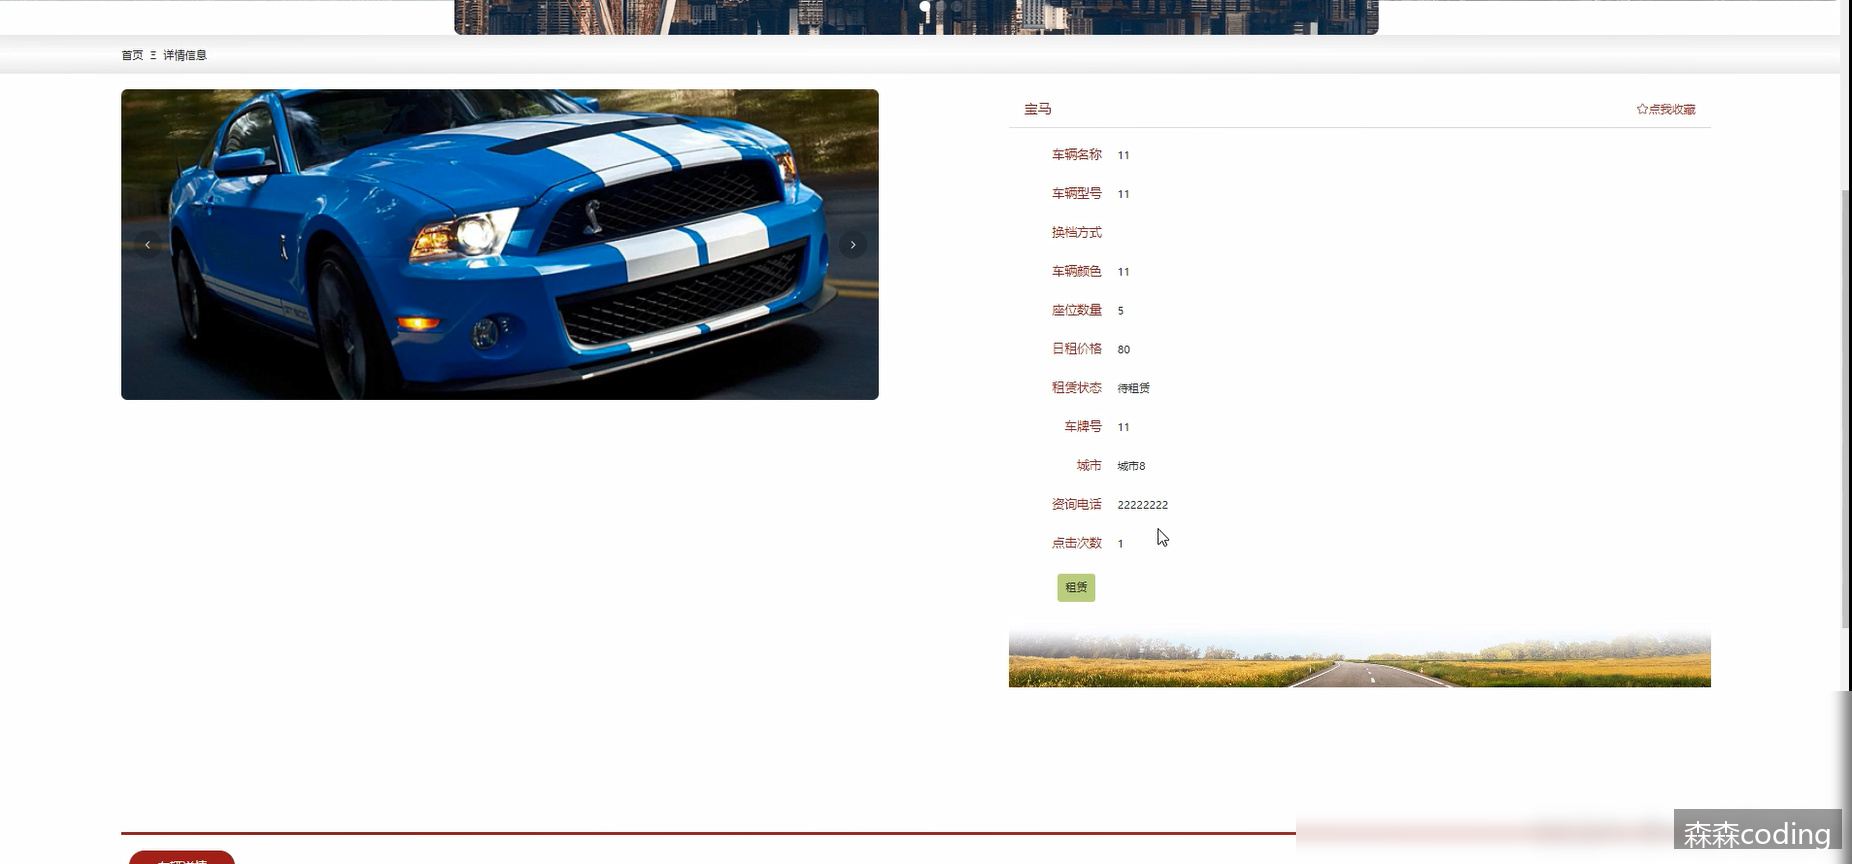 首页 Ξ 详情信息
宝马
☆点我收藏
车辆名称 11
车辆型号 11
换档方式
车辆颜色 11
座位数量 5
日租价格 80
租赁状态 待租赁
车牌号 11
城市 城市8
资询电话 22222222
点击次数 1
租赁
车辆详情
森森coding